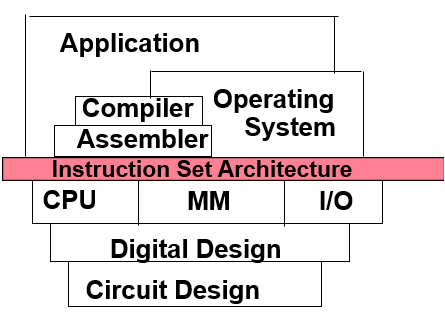 Application
Operating
System
Compiler
Assembler
Instruction Set Architecture
CPU MM I/O
Digital Design
Circuit Design